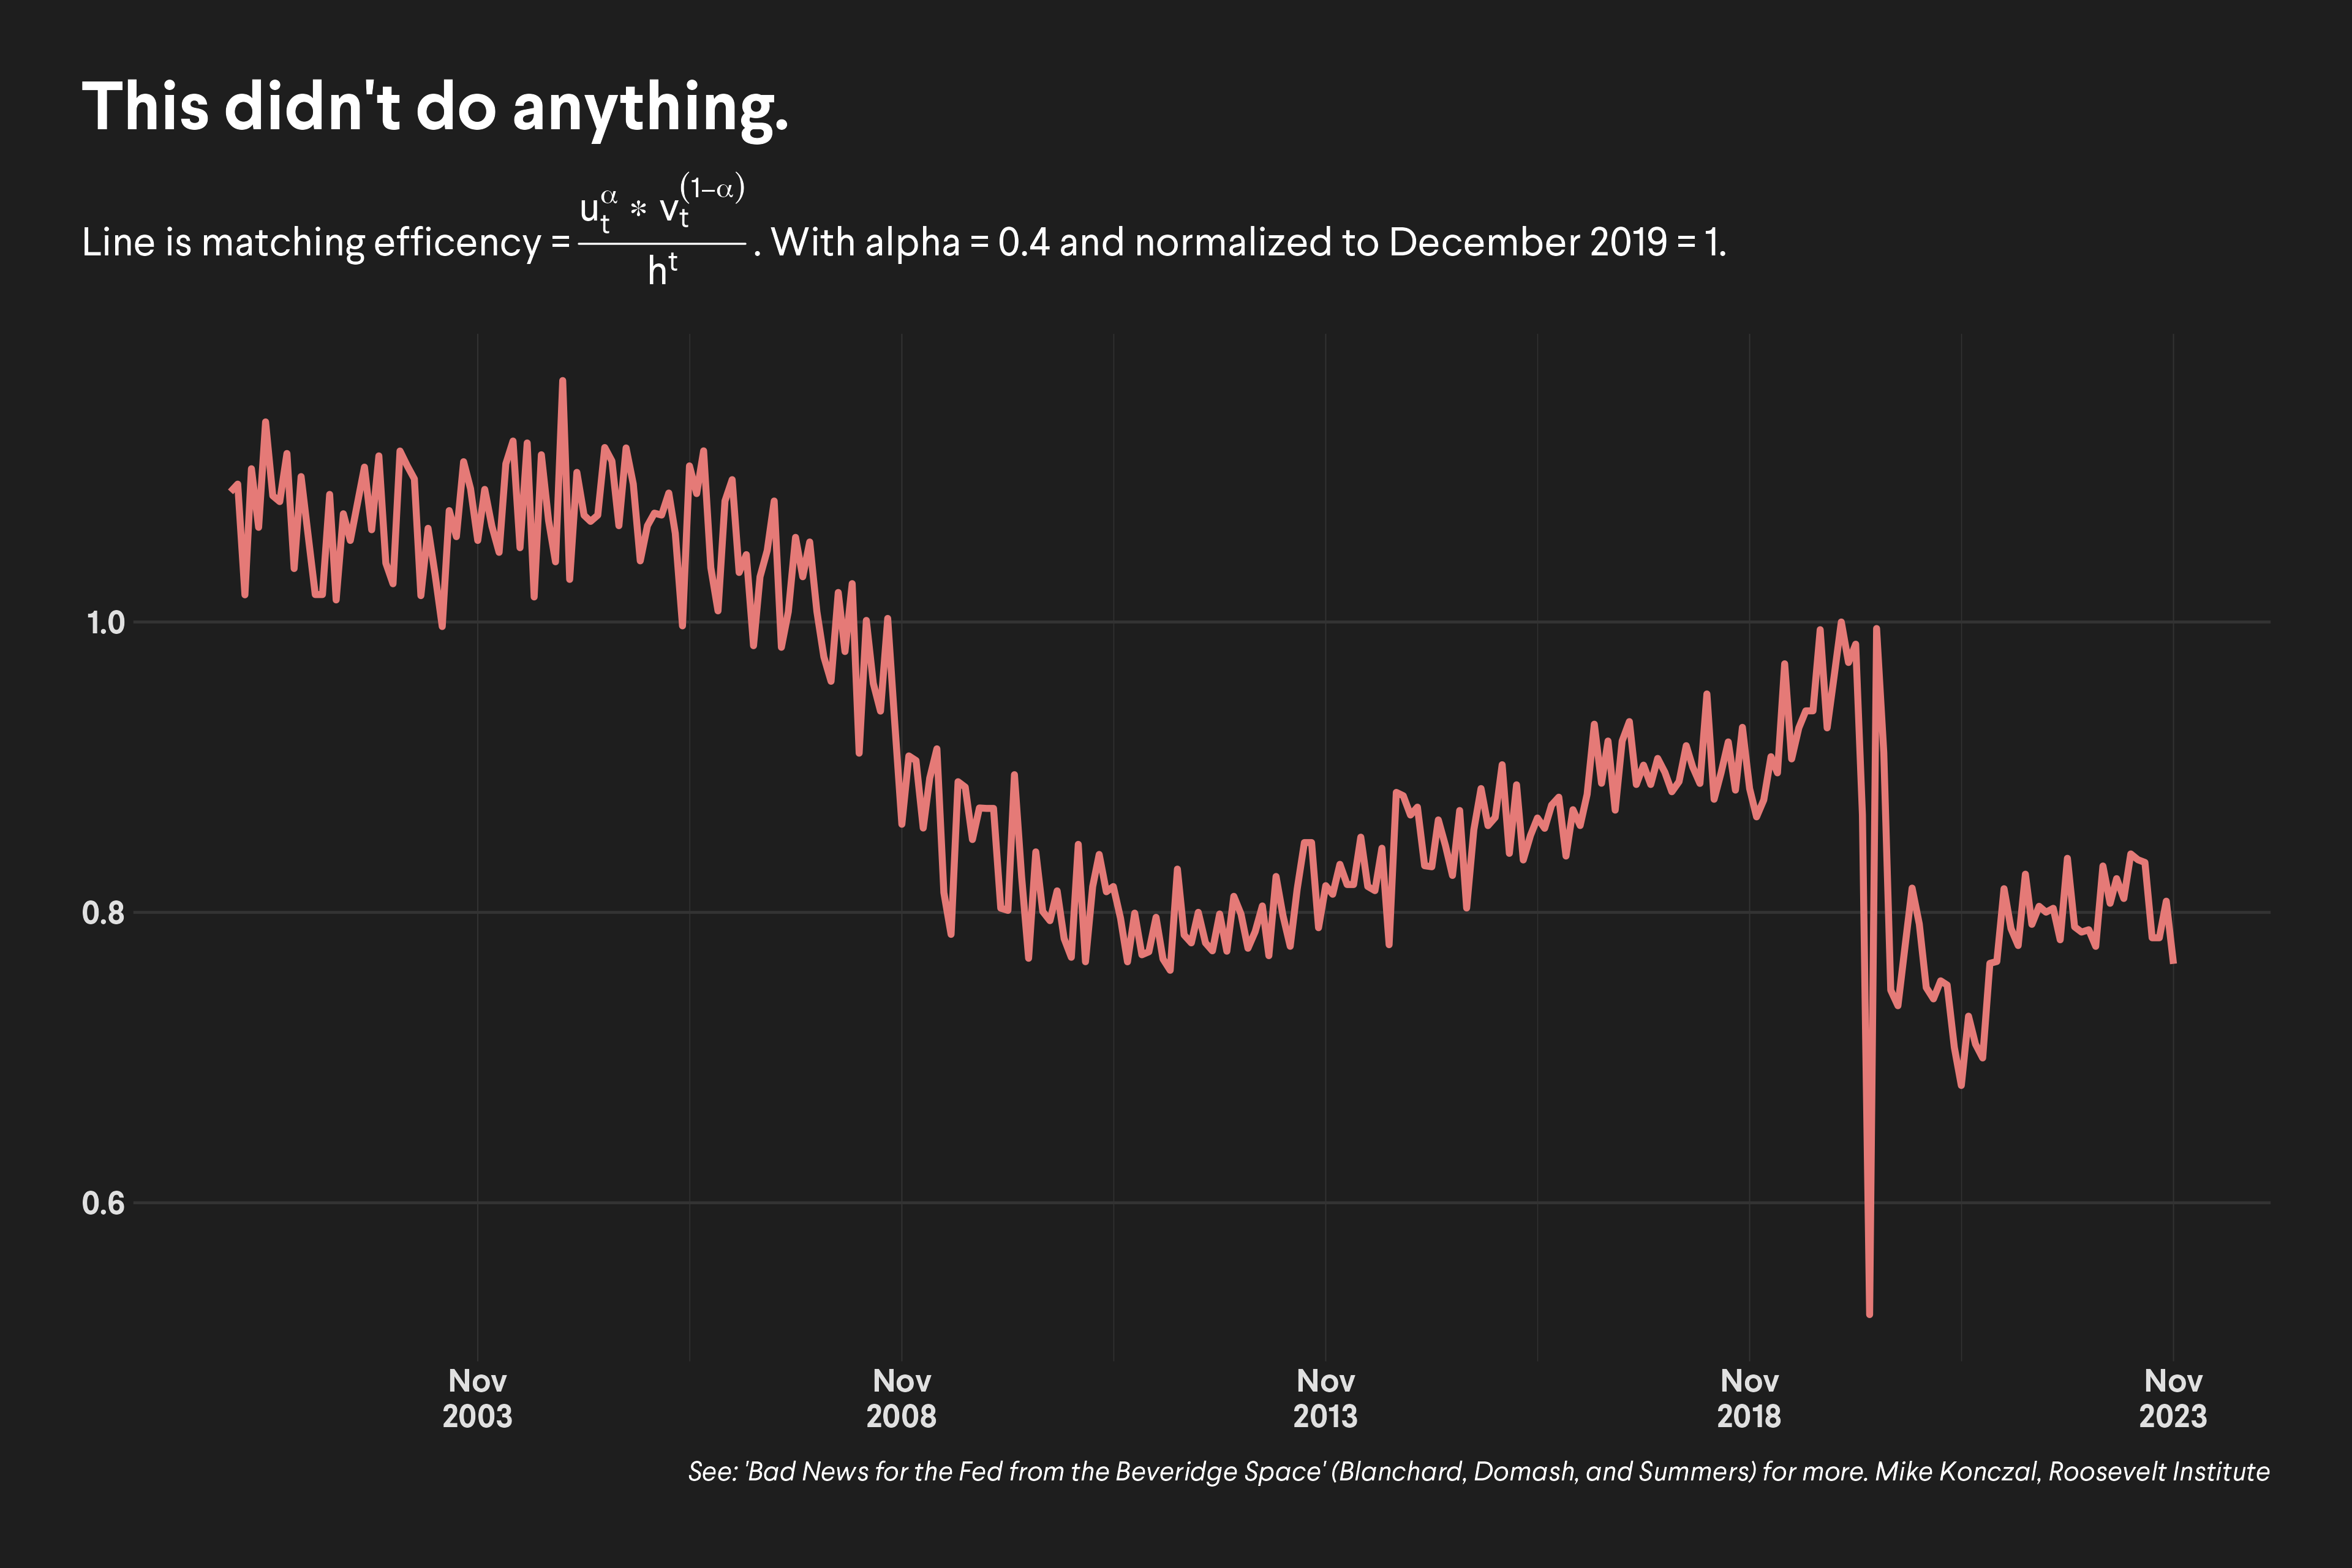 This didn't do anything.
Line is matching efficency = u_t^α * v_t^(1−α) / h^t . With alpha = 0.4 and normalized to December 2019 = 1.
1.0
0.8
0.6
Nov 2003
Nov 2008
Nov 2013
Nov 2018
Nov 2023
See: 'Bad News for the Fed from the Beveridge Space' (Blanchard, Domash, and Summers) for more. Mike Konczal, Roosevelt Institute